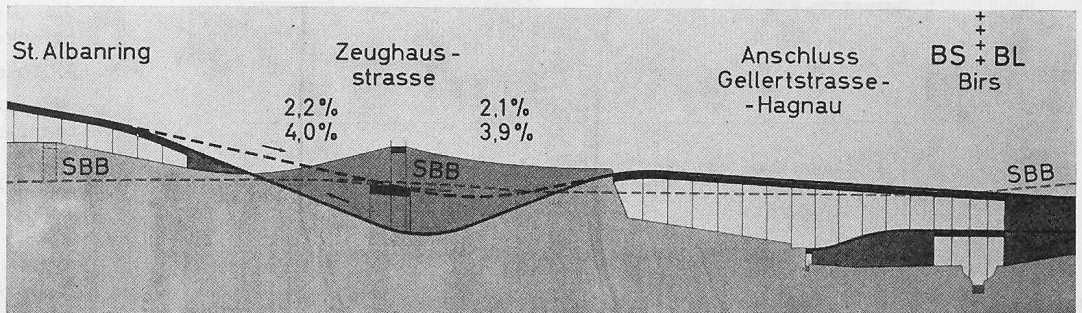 St. Albanring
Zeughaus-
strasse
Anschluss
Gellertstrasse-
-Hagnau
BS BL
Birs
2,2%
4,0%
2,1%
3,9%
SBB
SBB
SBB